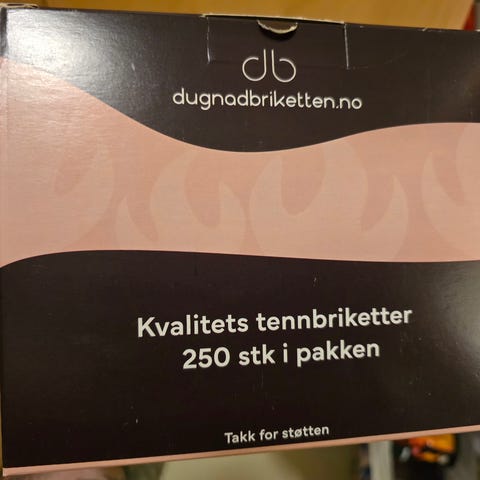 db
dugnadbriketten.no
Kvalitets tennbriketter
250 stk i pakken
Takk for støtten